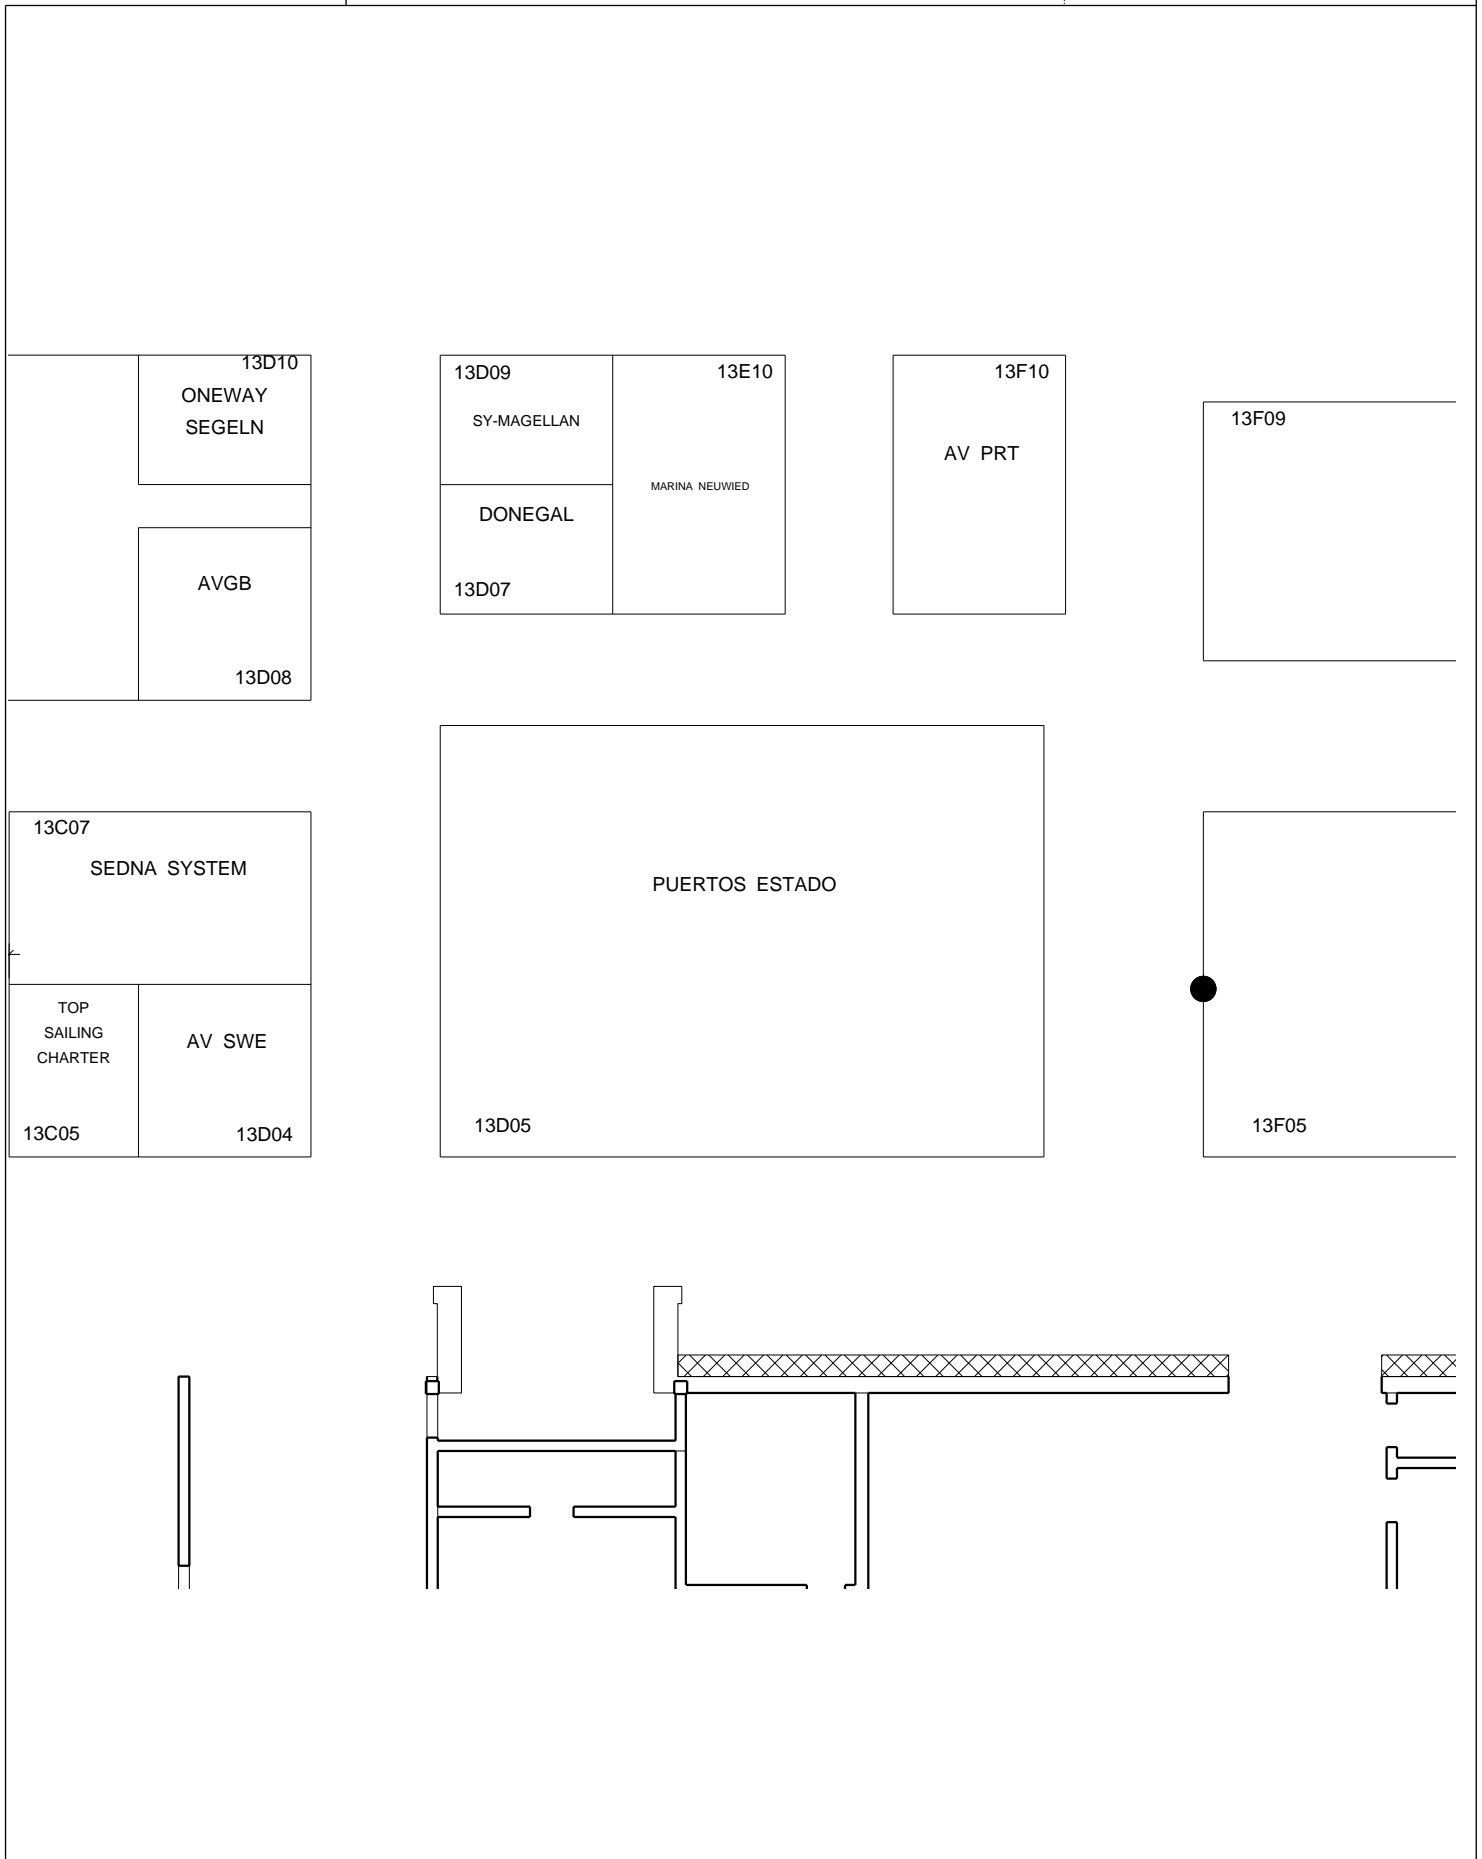 13D10
ONEWAY
SEGELN
13D09
SY-MAGELLAN
13E10
MARINA NEUWIED
13F10
AV PRT
13F09
DONEGAL
13D07
AVGB
13D08
13C07
SEDNA SYSTEM
PUERTOS ESTADO
TOP
SAILING
CHARTER
AV SWE
13C05
13D04
13D05
13F05